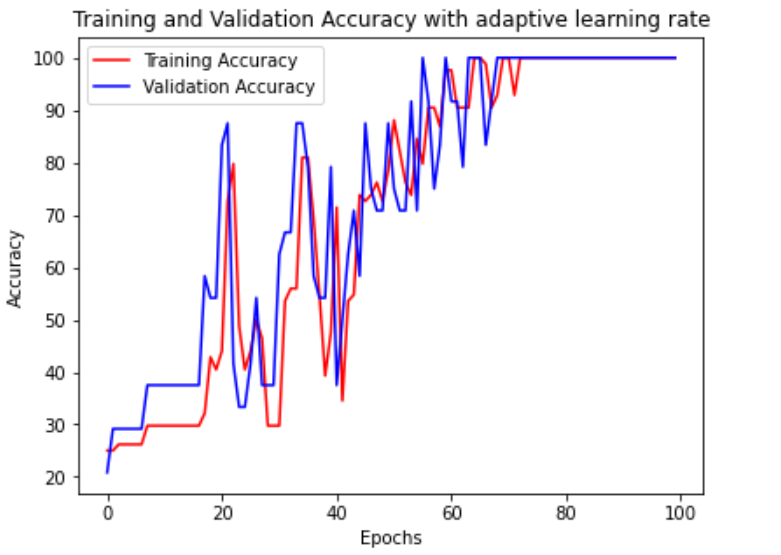 Training and Validation Accuracy with adaptive learning rate
Training Accuracy
Validation Accuracy
100
90
80
70
60
50
40
30
20
Accuracy
0 20 40 60 80 100
Epochs